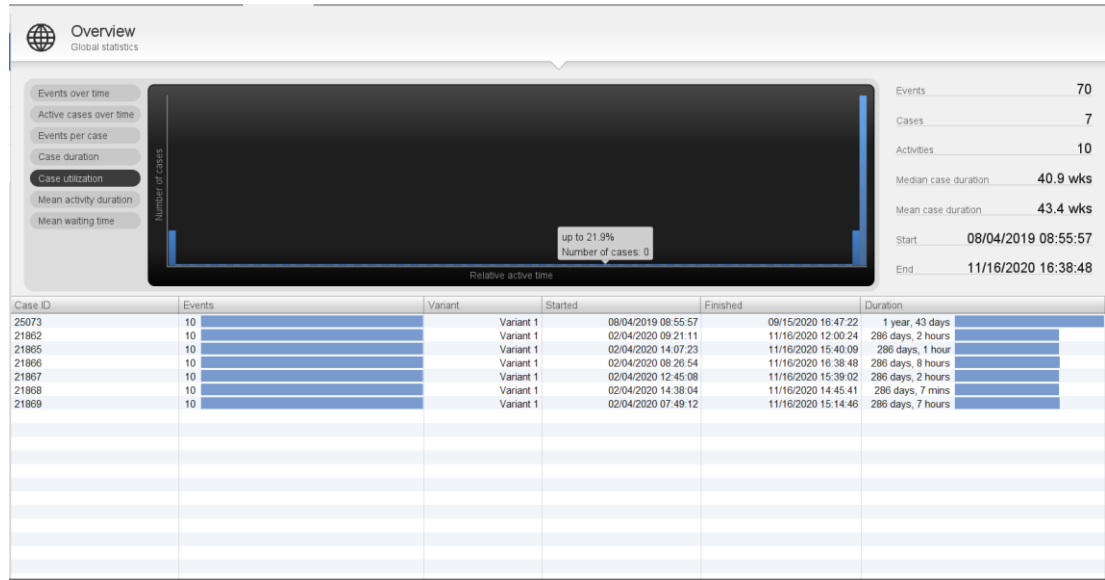 Overview
Global statistics
Events over time
Active cases over time
Events per case
Case duration
Case utilization
Mean activity duration
Mean waiting time
Number of cases
up to 21.9%
Number of cases: 0
Relative active time
Events 70
Cases 7
Activities 10
Median case duration 40.9 wks
Mean case duration 43.4 wks
Start 08/04/2019 08:55:57
End 11/16/2020 16:38:48
Case ID Events Variant Started Finished Duration
25073 10 Variant 1 08/04/2019 08:55:57 09/15/2020 16:47:22 1 year, 43 days
21862 10 Variant 1 02/04/2020 09:21:11 11/16/2020 12:00:24 286 days, 2 hours
21865 10 Variant 1 02/04/2020 14:07:23 11/16/2020 15:40:09 286 days, 1 hour
21866 10 Variant 1 02/04/2020 08:26:54 11/16/2020 16:38:48 286 days, 8 hours
21867 10 Variant 1 02/04/2020 12:45:08 11/16/2020 15:39:02 286 days, 2 hours
21868 10 Variant 1 02/04/2020 14:38:04 11/16/2020 14:45:41 286 days, 7 mins
21869 10 Variant 1 02/04/2020 07:49:12 11/16/2020 15:14:46 286 days, 7 hours